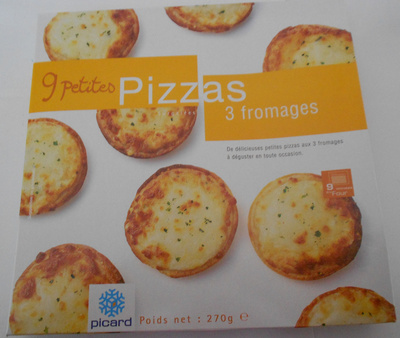 9 petites Pizzas
3 fromages
De délicieuses petites pizzas aux 3 fromages
à déguster en toute occasion.
9
picard
Poids net : 270g e